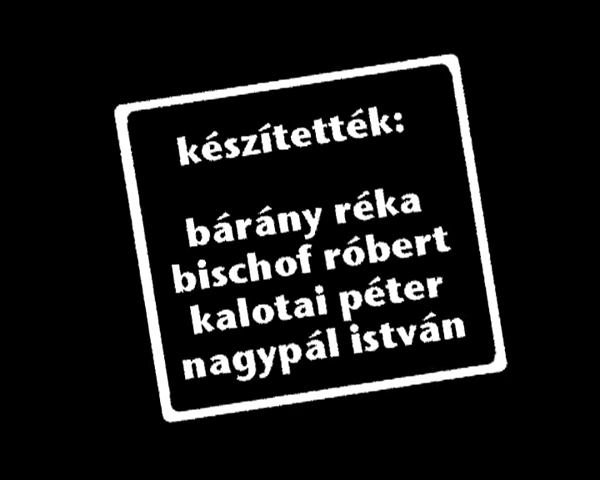 készítették:
bárány réka
bischof róbert
kalotai péter
nagypál istván